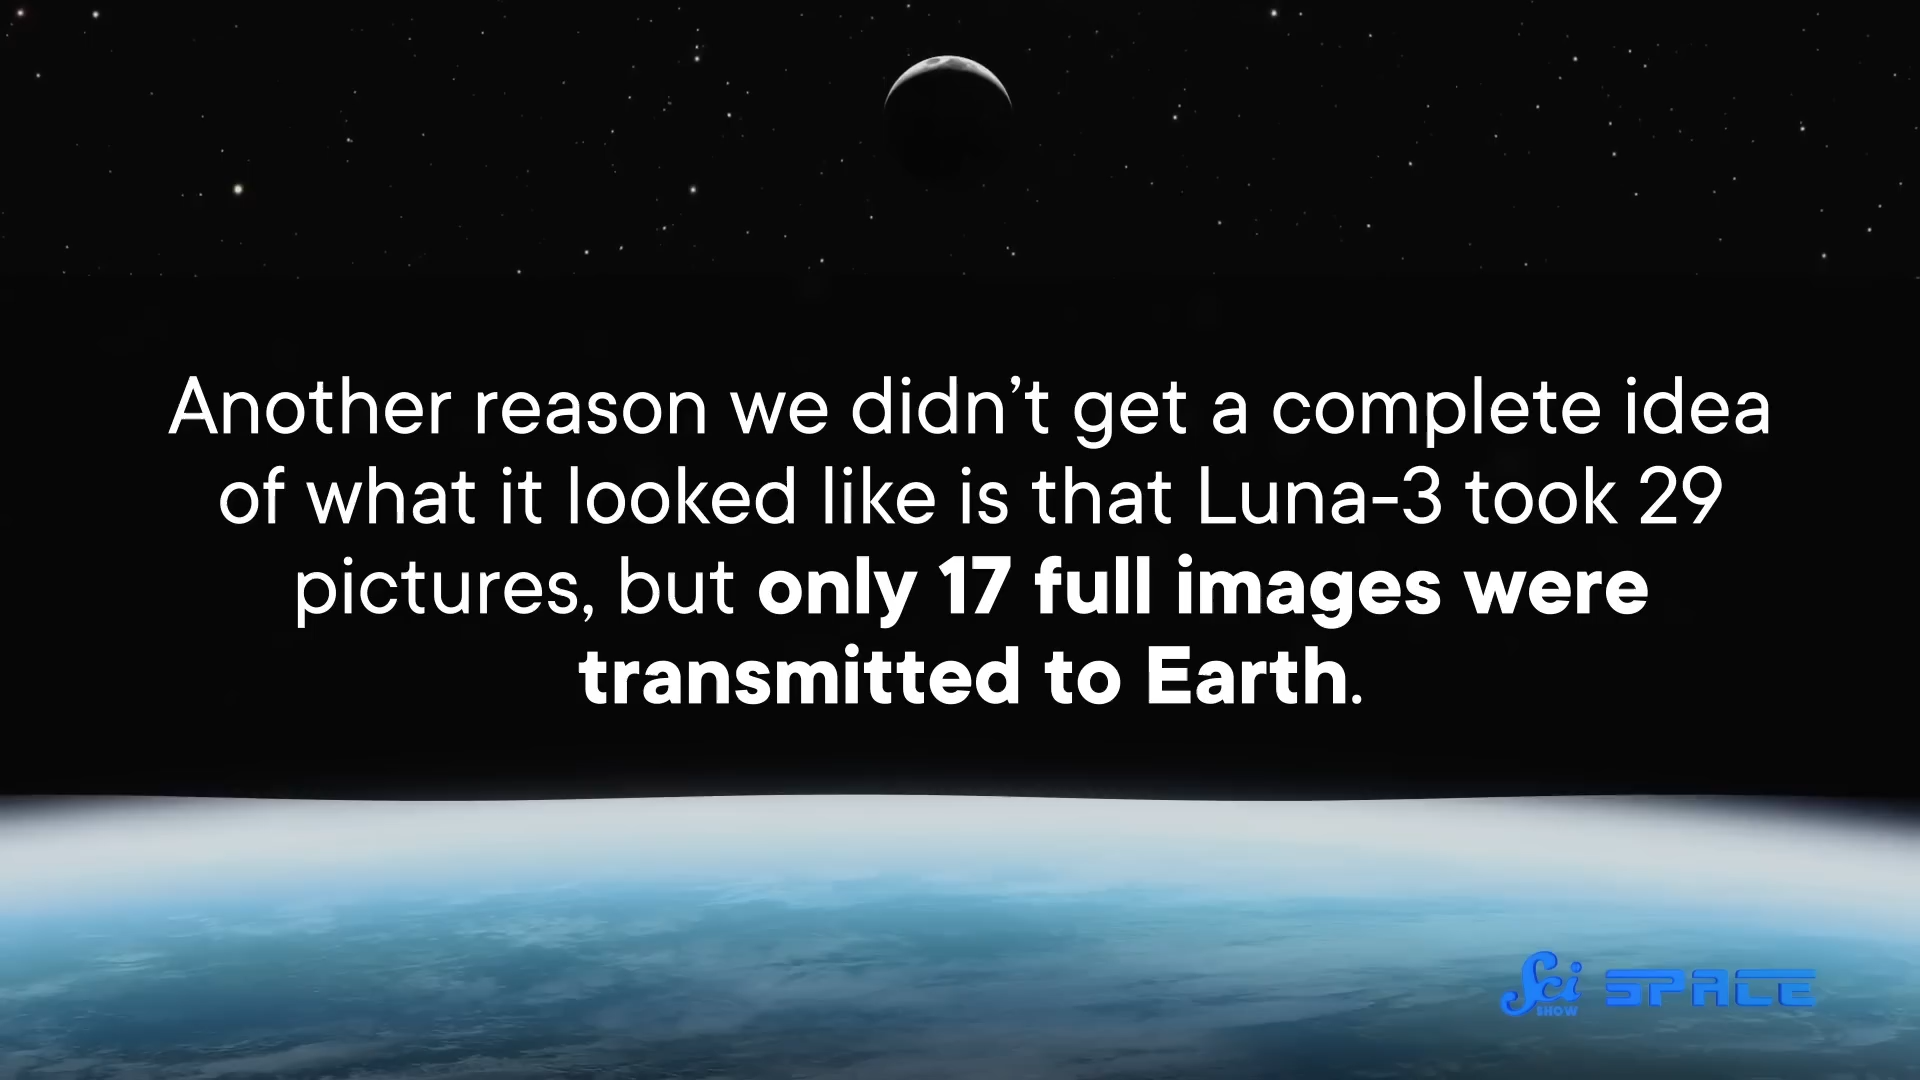 Another reason we didn’t get a complete idea
of what it looked like is that Luna-3 took 29
pictures, but only 17 full images were
transmitted to Earth.
Sci SHOW SPACE